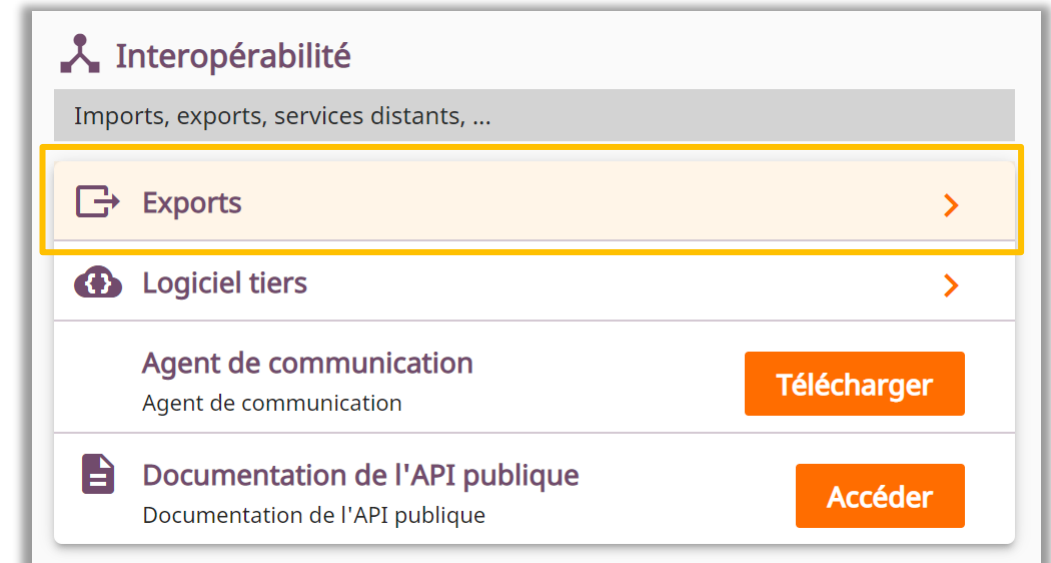 Interopérabilité
Imports, exports, services distants, ...
Exports
Logiciel tiers
Agent de communication
Agent de communication
Télécharger
Documentation de l'API publique
Documentation de l'API publique
Accéder